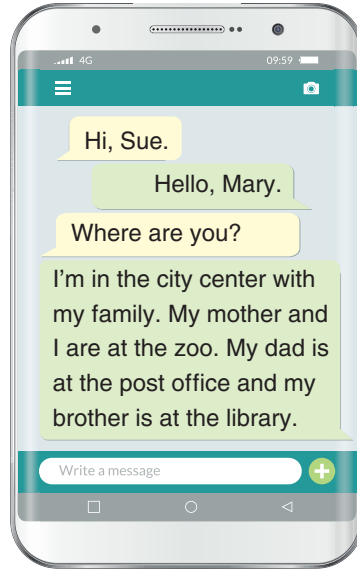 4G 09:59
Hi, Sue.
Hello, Mary.
Where are you?
I'm in the city center with
my family. My mother and
I are at the zoo. My dad is
at the post office and my
brother is at the library.
Write a message